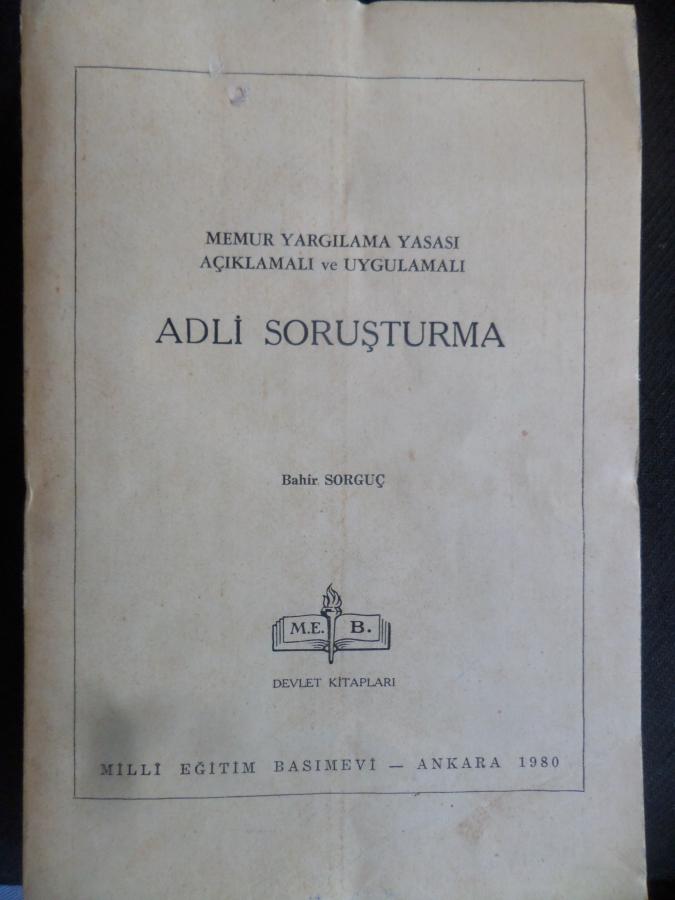 MEMUR YARGILAMA YASASI
AÇIKLAMALI ve UYGULAMALI
ADLİ SORUŞTURMA
Bahir SORGUÇ
M.E. B.
DEVLET KİTAPLARI
MİLLÎ EĞİTİM BASIMEVİ — ANKARA 1980